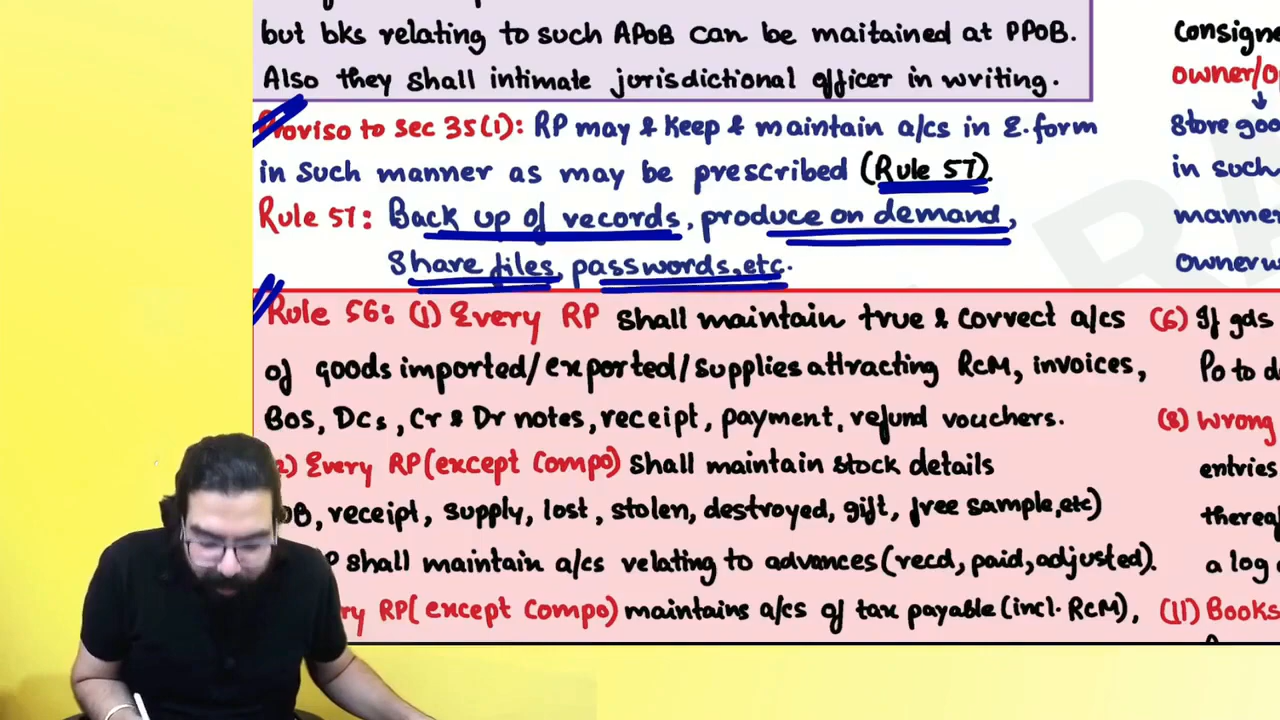 but bks relating to such APoB can be maitained at PPoB.
Also they shall intimate jurisdictional officer in writing.
Proviso to sec 35(1): RP may & Keep & maintain a/cs in E.form
in such manner as may be prescribed (Rule 57).
Rule 57: Back up of records, produce on demand,
Share files, passwords, etc.
Rule 56: (1) Every RP shall maintain true & correct a/cs
of goods imported/exported/supplies attracting RCM, invoices,
Bos, DCs, Cr & Dr notes, receipt, payment, refund vouchers.
2) Every RP (except Compo) shall maintain stock details
OB, receipt, supply, lost, stolen, destroyed, gift, free sample, etc)
P shall maintain a/cs relating to advances (recd, paid, adjusted).
ry RP (except Compo) maintains a/cs of tax payable (incl. RCM),
Consigne
owner/op
↓
Store goo
in such
manner
ownerw
(6) If gds
Po to d
(8) Wrong
entries
thereaf
a log
(11) Books